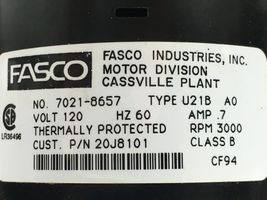 FASCO
FASCO INDUSTRIES, INC.
MOTOR DIVISION
CASSVILLE PLANT
NO. 7021-8657 TYPE U21B A0
VOLT 120 HZ 60 AMP .7
THERMALLY PROTECTED RPM 3000
CUST. P/N 20J8101 CLASS B
LR36496
CF94